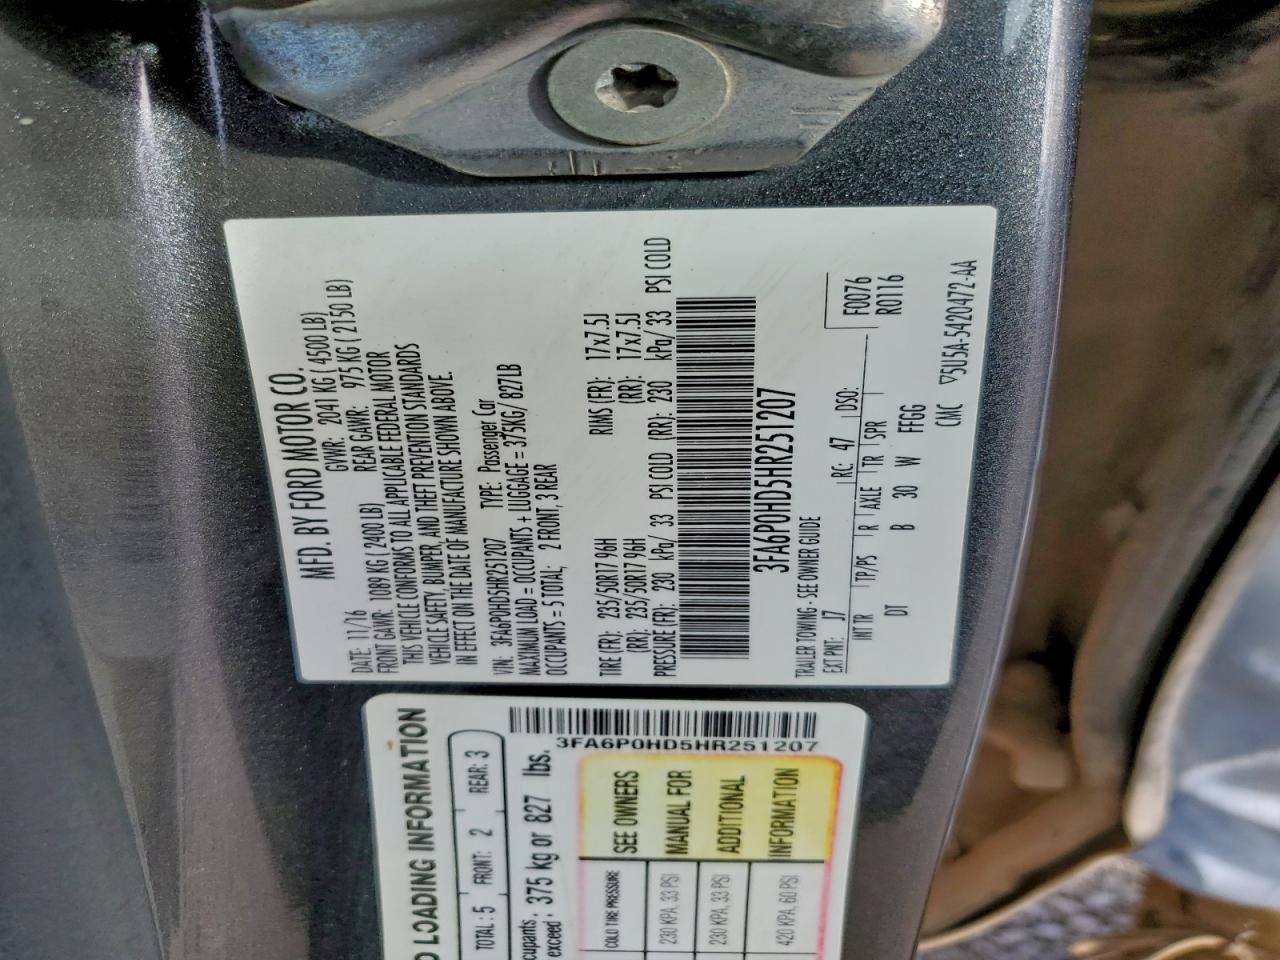 MFD. BY FORD MOTOR CO.
DATE: 11/16 GVWR: 2041 KG ( 4500 LB)
FRONT GAWR: 1089 KG ( 2400 LB) REAR GAWR: 975 KG ( 2150 LB)
THIS VEHICLE CONFORMS TO ALL APPLICABLE FEDERAL MOTOR
VEHICLE SAFETY, BUMPER, AND THEFT PREVENTION STANDARDS
IN EFFECT ON THE DATE OF MANUFACTURE SHOWN ABOVE.
VIN: 3FA6P0HD5HR251207 TYPE: Passenger Car
MAXIMUM LOAD = OCCUPANTS + LUGGAGE = 375KG/ 827LB
OCCUPANTS = 5 TOTAL; 2 FRONT, 3 REAR
TIRE (FR): 235/50R17 96H RIMS (FR): 17x7.5J
(RR): 235/50R17 96H (RR): 17x7.5J
PRESSURE (FR): 230 kPa/ 33 PSI COLD (RR): 230 kPa/ 33 PSI COLD
3FA6P0HD5HR251207
TRAILER TOWING - SEE OWNER GUIDE
EXT PNT: J7 RC: 47 DSO: F0076
INT TR TP/PS R AXLE TR SPR R0116
DT B 30 W FFGG
CMC ▽5U5A-5420472-AA
D LOADING INFORMATION
TOTAL: 5 FRONT: 2 REAR: 3
cupants exceed: 375 kg or 827 lbs.
3FA6P0HD5HR251207
COLD TIRE PRESSURE SEE OWNERS
230 KPA, 33 PSI MANUAL FOR
230 KPA, 33 PSI ADDITIONAL
420 KPA, 60 PSI INFORMATION